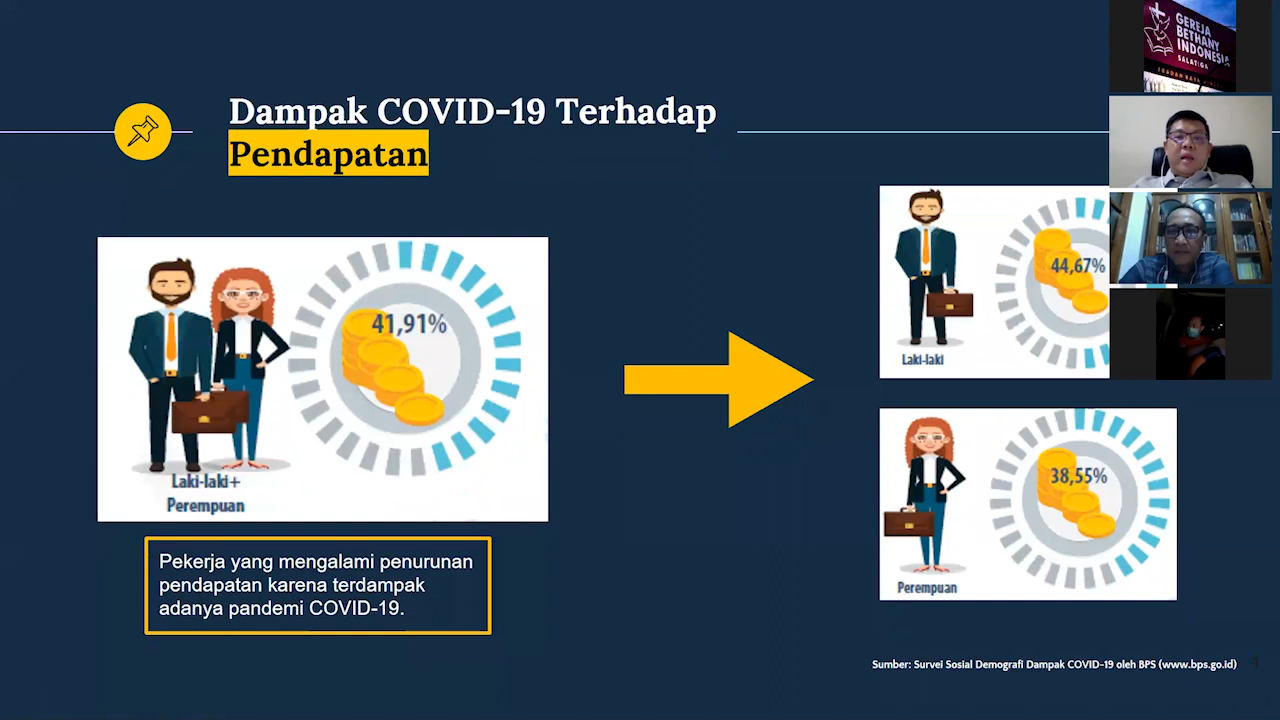 Dampak COVID-19 Terhadap
Pendapatan
41,91%
Laki-laki+
Perempuan
Pekerja yang mengalami penurunan
pendapatan karena terdampak
adanya pandemi COVID-19.
44,67%
Laki-laki
38,55%
Perempuan
Sumber: Survei Sosial Demografi Dampak COVID-19 oleh BPS (www.bps.go.id)
4
GEREJA
BETHANY
INDONESIA
SALATIGA